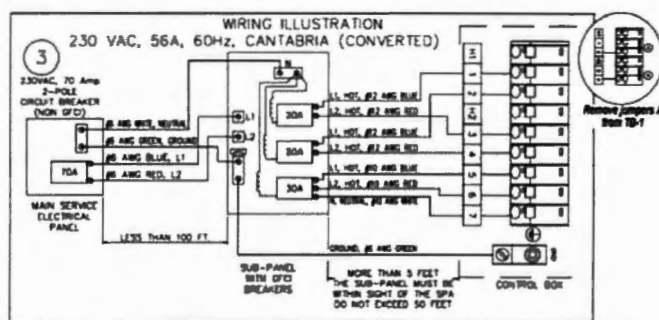 WIRING ILLUSTRATION
230 VAC, 56A, 60Hz, CANTABRIA (CONVERTED)
3
230VAC, 70 Amp
2-POLE
CIRCUIT BREAKER
(NON GFCI)
#6 AWG WHITE, NEUTRAL
#6 AWG GREEN, GROUND
#6 AWG BLUE, L1
#6 AWG RED, L2
70A
MAIN SERVICE
ELECTRICAL
PANEL
LESS THAN 100 FT.
N
L1
L2
30A
30A
30A
SUB-PANEL
WITH GFCI
BREAKERS
L1, HOT, #12 AWG BLUE
L2, HOT, #12 AWG RED
L1, HOT, #12 AWG BLUE
L2, HOT, #12 AWG RED
L1, HOT, #10 AWG BLUE
L2, HOT, #10 AWG RED
N, NEUTRAL, #10 AWG WHITE
GROUND, #6 AWG GREEN
MORE THAN 5 FEET
THE SUB-PANEL MUST BE
WITHIN SIGHT OF THE SPA
DO NOT EXCEED 50 FEET
H1
1
2
H2
3
4
5
6
7
CONTROL BOX
Remove jumpers
from TB-1